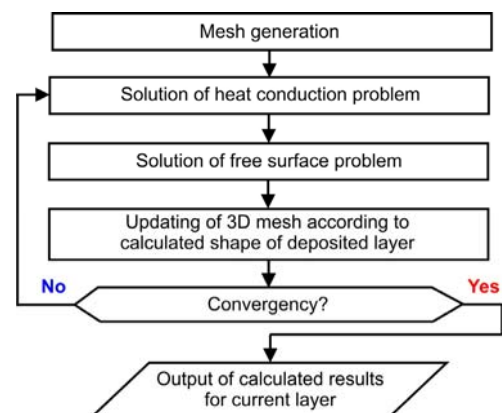 Mesh generation
Solution of heat conduction problem
Solution of free surface problem
Updating of 3D mesh according to
calculated shape of deposited layer
No
Yes
Convergency?
Output of calculated results
for current layer